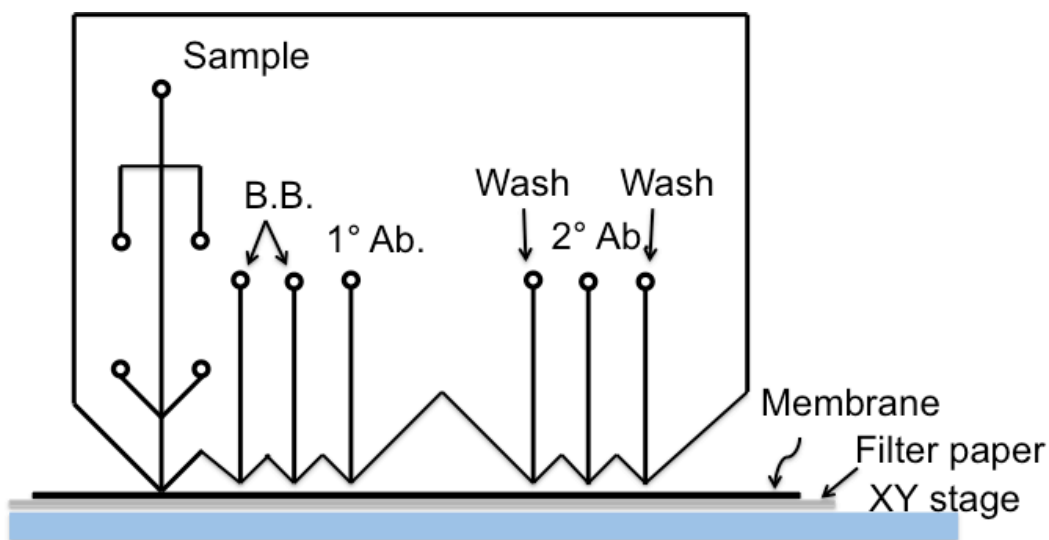 Sample
B.B.
1° Ab.
Wash
2° Ab.
Wash
Membrane
Filter paper
XY stage